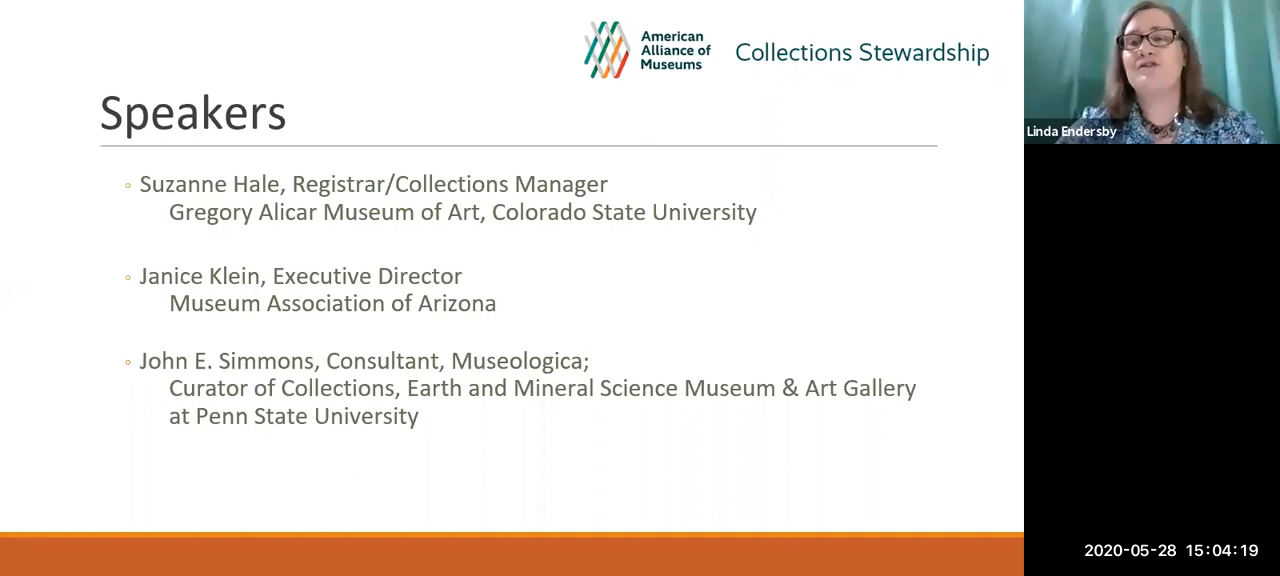 American
Alliance of
Museums
Collections Stewardship
Speakers
Suzanne Hale, Registrar/Collections Manager
Gregory Alicar Museum of Art, Colorado State University
Janice Klein, Executive Director
Museum Association of Arizona
John E. Simmons, Consultant, Museologica;
Curator of Collections, Earth and Mineral Science Museum & Art Gallery
at Penn State University
Linda Endersby
2020-05-28 15:04:19